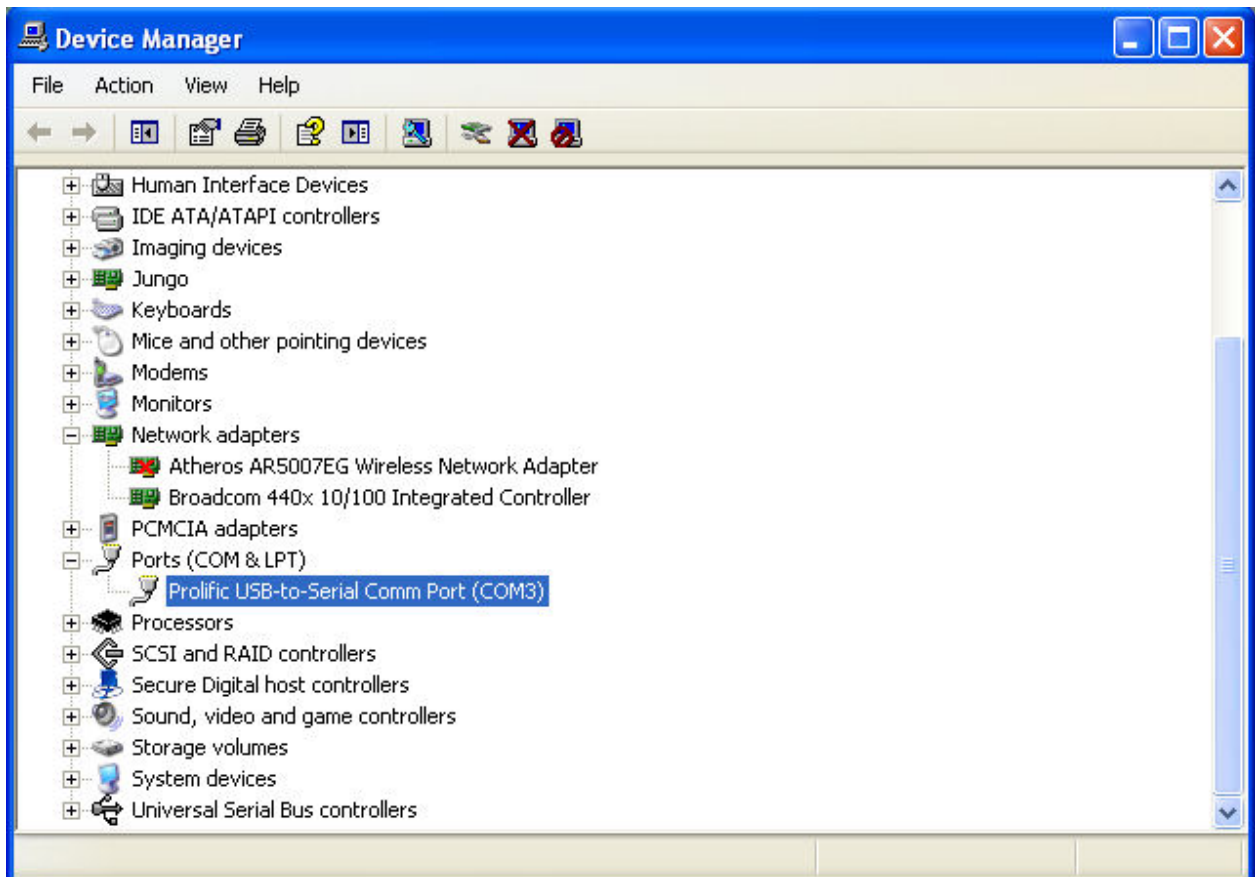 Device Manager
File Action View Help
Human Interface Devices
IDE ATA/ATAPI controllers
Imaging devices
Jungo
Keyboards
Mice and other pointing devices
Modems
Monitors
Network adapters
Atheros AR5007EG Wireless Network Adapter
Broadcom 440x 10/100 Integrated Controller
PCMCIA adapters
Ports (COM & LPT)
Prolific USB-to-Serial Comm Port (COM3)
Processors
SCSI and RAID controllers
Secure Digital host controllers
Sound, video and game controllers
Storage volumes
System devices
Universal Serial Bus controllers